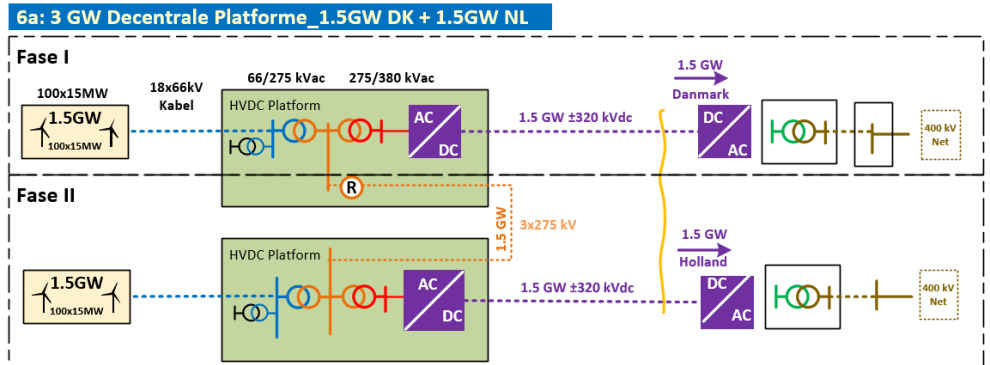 6a: 3 GW Decentrale Platforme_1.5GW DK + 1.5GW NL
Fase I
100x15MW
1.5GW
100x15MW
18x66kV
Kabel
66/275 kVac
275/380 kVac
HVDC Platform
AC
DC
1.5 GW ±320 kVdc
1.5 GW
Danmark
DC
AC
400 kV
Net
R
Fase II
1.5GW
100x15MW
HVDC Platform
AC
DC
1.5 GW
3x275 kV
1.5 GW ±320 kVdc
1.5 GW
Holland
DC
AC
400 kV
Net